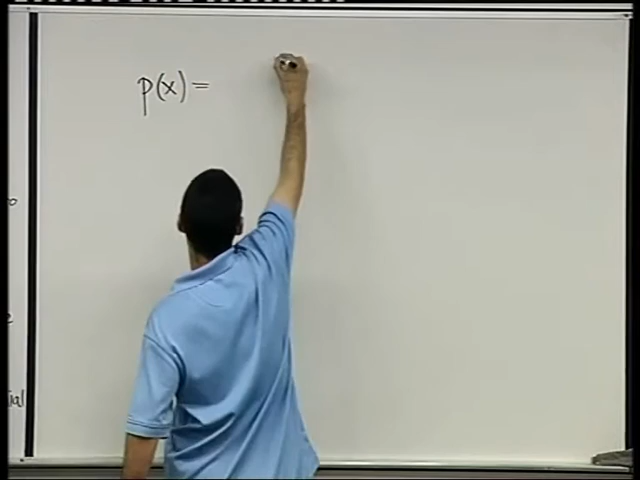 p(x) =